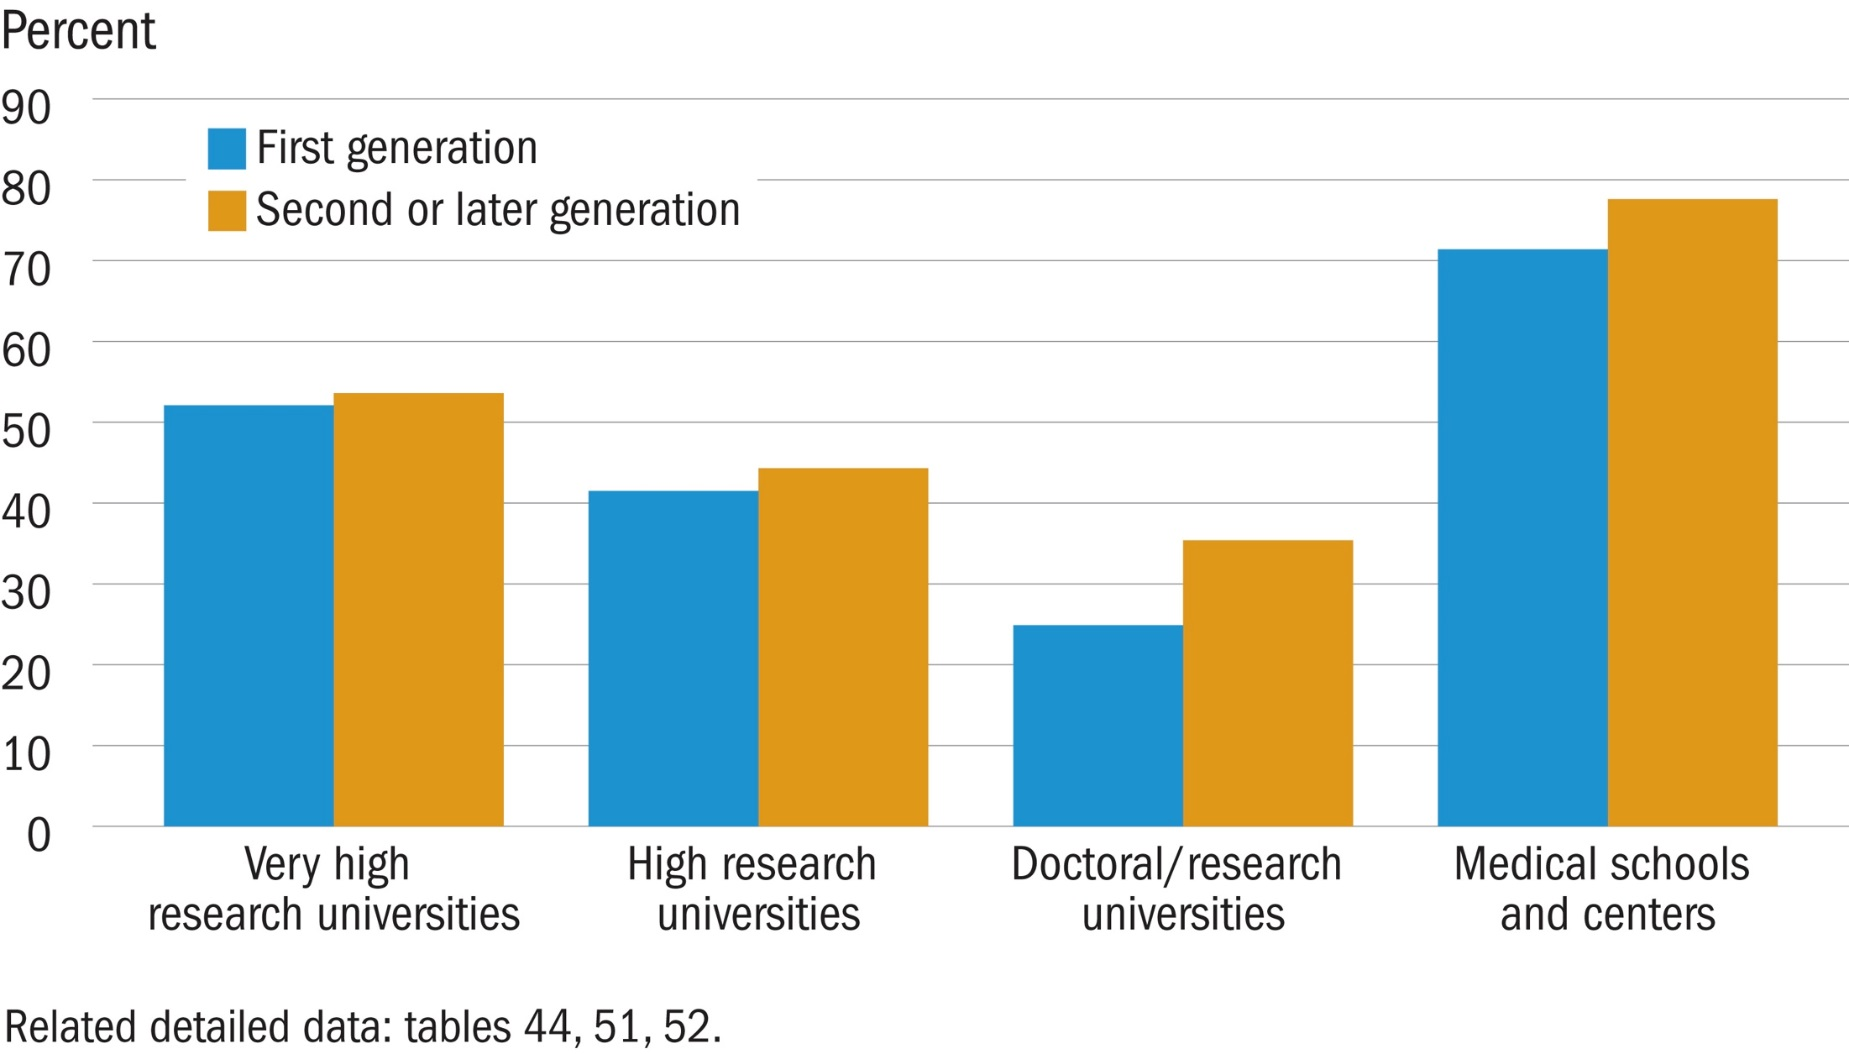 Percent
90
80
70
60
50
40
30
20
10
0
First generation
Second or later generation
Very high
research universities
High research
universities
Doctoral/research
universities
Medical schools
and centers
Related detailed data: tables 44, 51, 52.